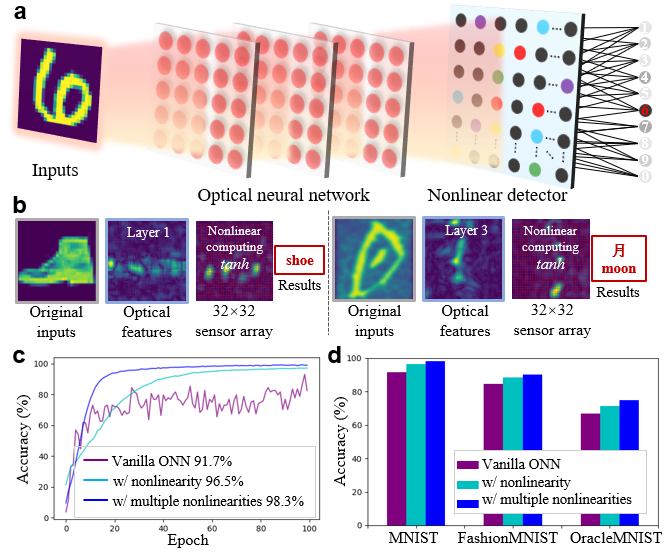 a
1
2
3
4
5
6
7
8
9
0
Inputs
Optical neural network
Nonlinear detector
b
Layer 1
Nonlinear
computing
tanh
shoe
Results
Original
inputs
Optical
features
32×32
sensor array
Layer 3
Nonlinear
computing
tanh
月
moon
Results
Original
inputs
Optical
features
32×32
sensor array
c
Accuracy (%)
100
80
60
40
20
0
Vanilla ONN 91.7%
w/ nonlinearity 96.5%
w/ multiple nonlinearities 98.3%
0 20 40 60 80 100
Epoch
d
Accuracy (%)
100
80
60
40
20
0
Vanilla ONN
w/ nonlinearity
w/ multiple nonlinearities
MNIST FashionMNIST OracleMNIST